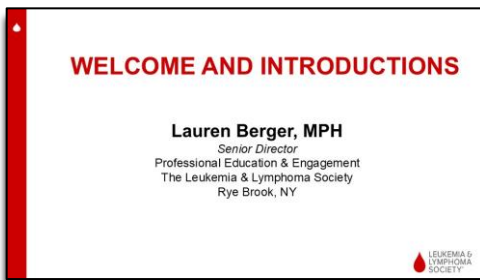 WELCOME AND INTRODUCTIONS
Lauren Berger, MPH
Senior Director
Professional Education & Engagement
The Leukemia & Lymphoma Society
Rye Brook, NY
LEUKEMIA &
LYMPHOMA
SOCIETY